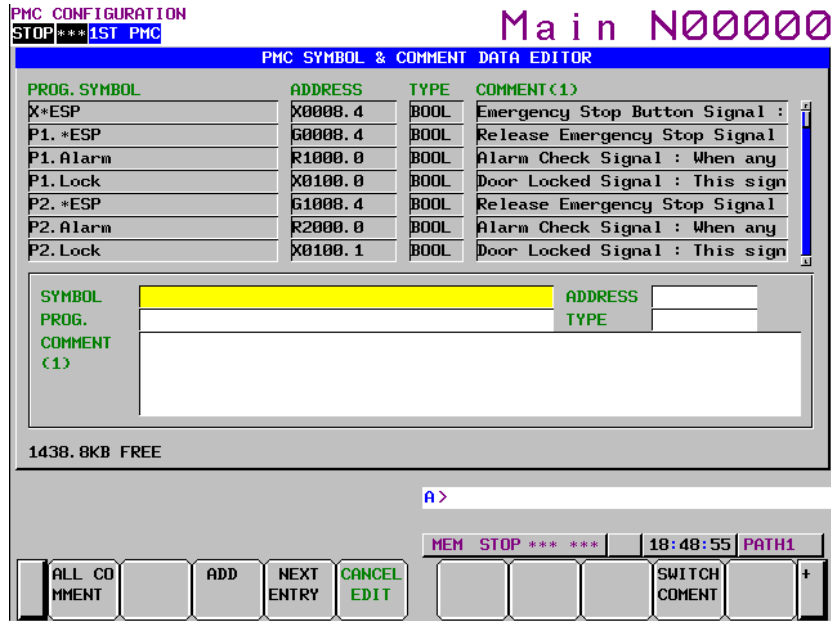 PMC CONFIGURATION
Main N00000
STOP***1ST PMC
PMC SYMBOL & COMMENT DATA EDITOR
PROG.SYMBOL ADDRESS TYPE COMMENT(1)
X*ESP X0008.4 BOOL Emergency Stop Button Signal :
P1.*ESP G0008.4 BOOL Release Emergency Stop Signal
P1.Alarm R1000.0 BOOL Alarm Check Signal : When any
P1.Lock X0100.0 BOOL Door Locked Signal : This sign
P2.*ESP G1008.4 BOOL Release Emergency Stop Signal
P2.Alarm R2000.0 BOOL Alarm Check Signal : When any
P2.Lock X0100.1 BOOL Door Locked Signal : This sign
SYMBOL ADDRESS
PROG. TYPE
COMMENT
(1)
1438.8KB FREE
A>
MEM STOP *** *** 18:48:55 PATH1
ALL CO ADD NEXT CANCEL SWITCH +
MMENT ENTRY EDIT COMENT